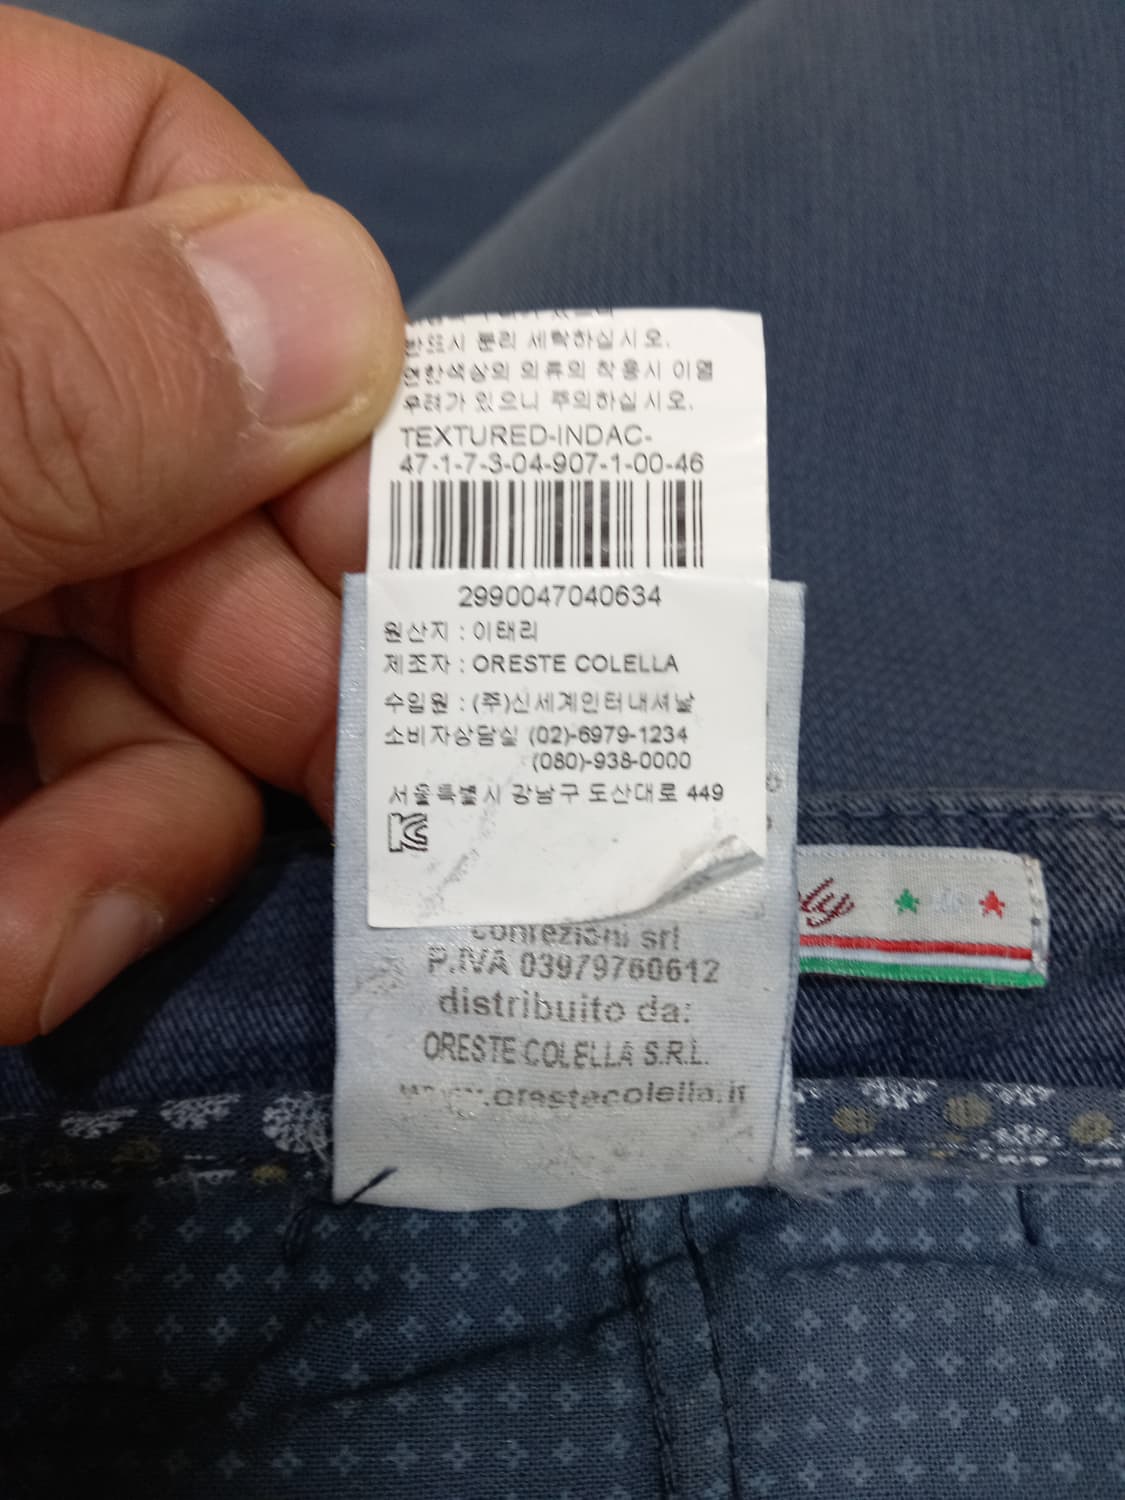 반드시 분리 세탁하십시오.
연한색상의 의류의 착용시 이열
우려가 있으니 주의하십시오.
TEXTURED-INDAC-
47-1-7-3-04-907-1-00-46
2990047040634
원산지 : 이태리
제조자 : ORESTE COLELLA
수입원 : (주)신세계인터내셔날
소비자상담실 (02)-6979-1234
(080)-938-0000
서울특별시 강남구 도산대로 449
confezioni srl
P.IVA 03979760612
distribuito da:
ORESTE COLELLA S.R.L.
www.orestecolella.it